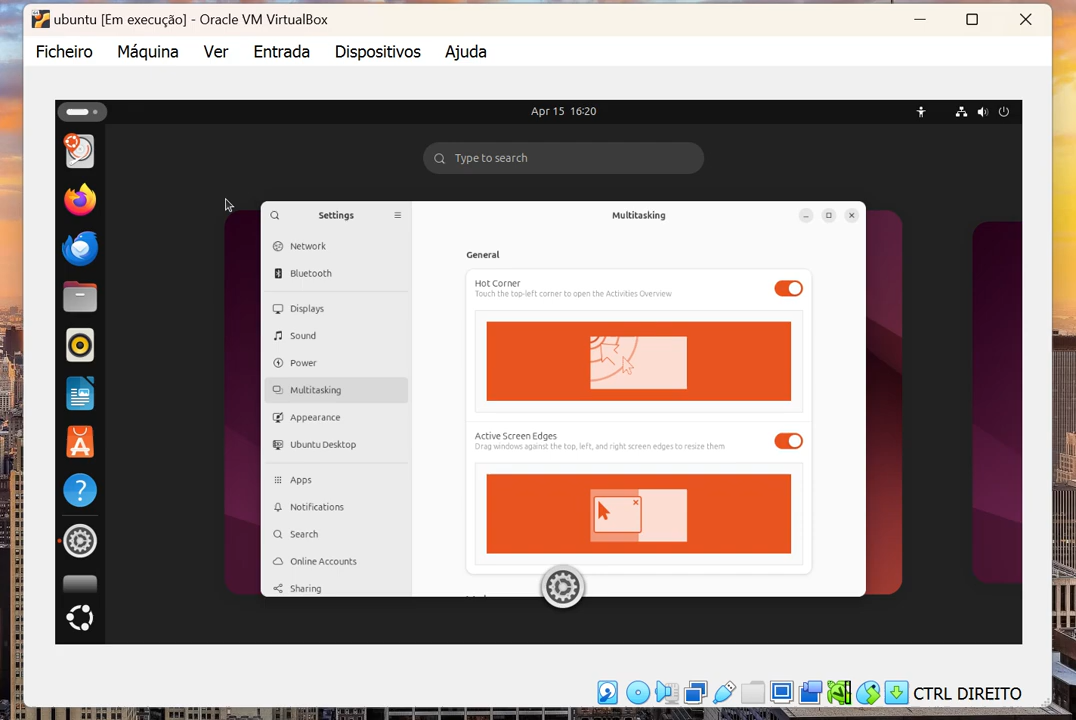 ubuntu [Em execução] - Oracle VM VirtualBox
Ficheiro Máquina Ver Entrada Dispositivos Ajuda
Apr 15 16:20
Type to search
Settings
Multitasking
Network
Bluetooth
Displays
Sound
Power
Multitasking
Appearance
Ubuntu Desktop
Apps
Notifications
Search
Online Accounts
Sharing
General
Hot Corner
Touch the top-left corner to open the Activities Overview
Active Screen Edges
Drag windows against the top, left, and right screen edges to resize them
CTRL DIREITO